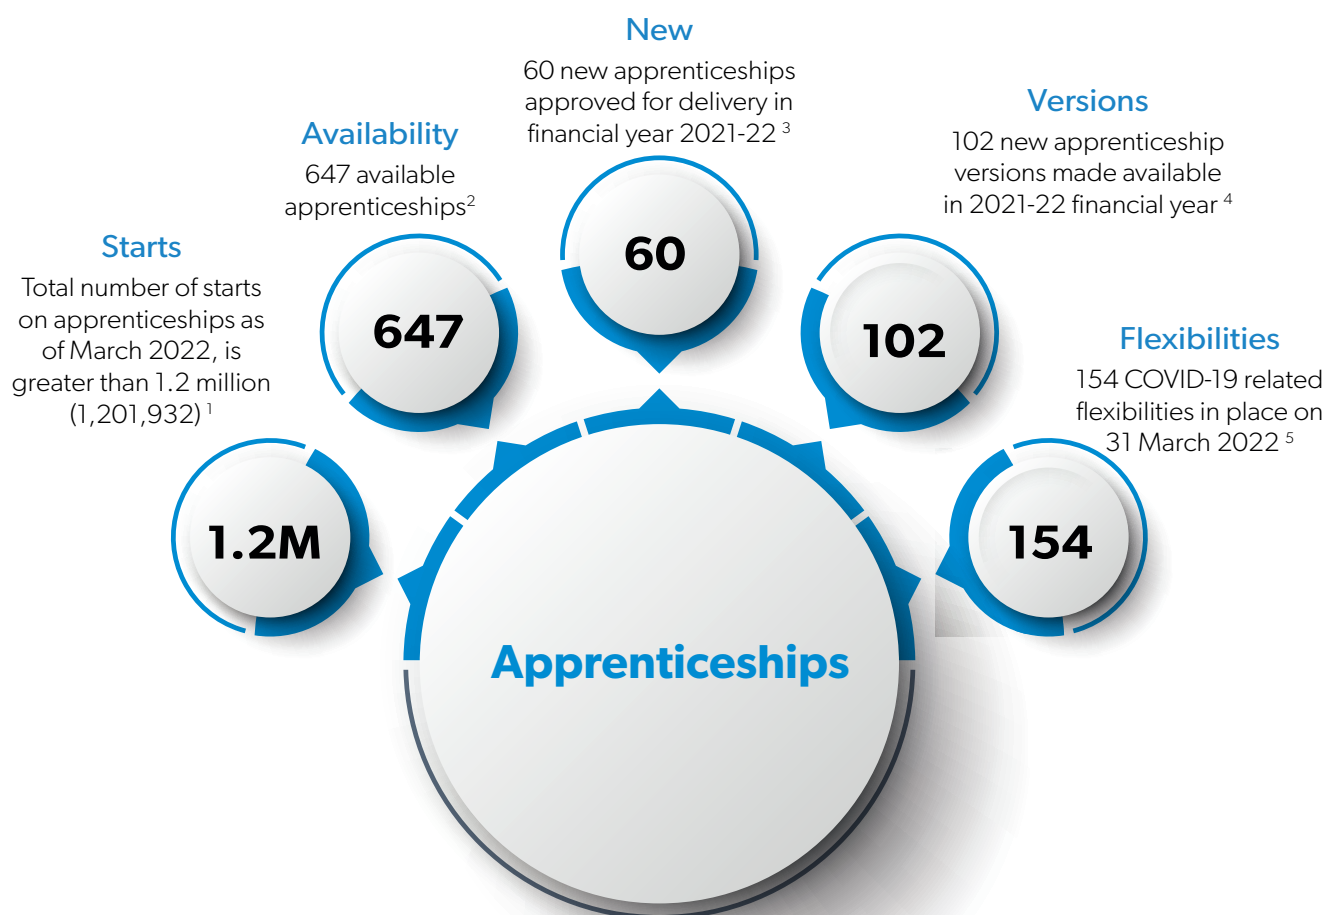 New
60 new apprenticeships
approved for delivery in
financial year 2021-22 ³
Versions
102 new apprenticeship
versions made available
in 2021-22 financial year ⁴
Availability
647 available
apprenticeships²
Starts
Total number of starts
on apprenticeships as
of March 2022, is
greater than 1.2 million
(1,201,932) ¹
Flexibilities
154 COVID-19 related
flexibilities in place on
31 March 2022 ⁵
1.2M
647
60
102
154
Apprenticeships